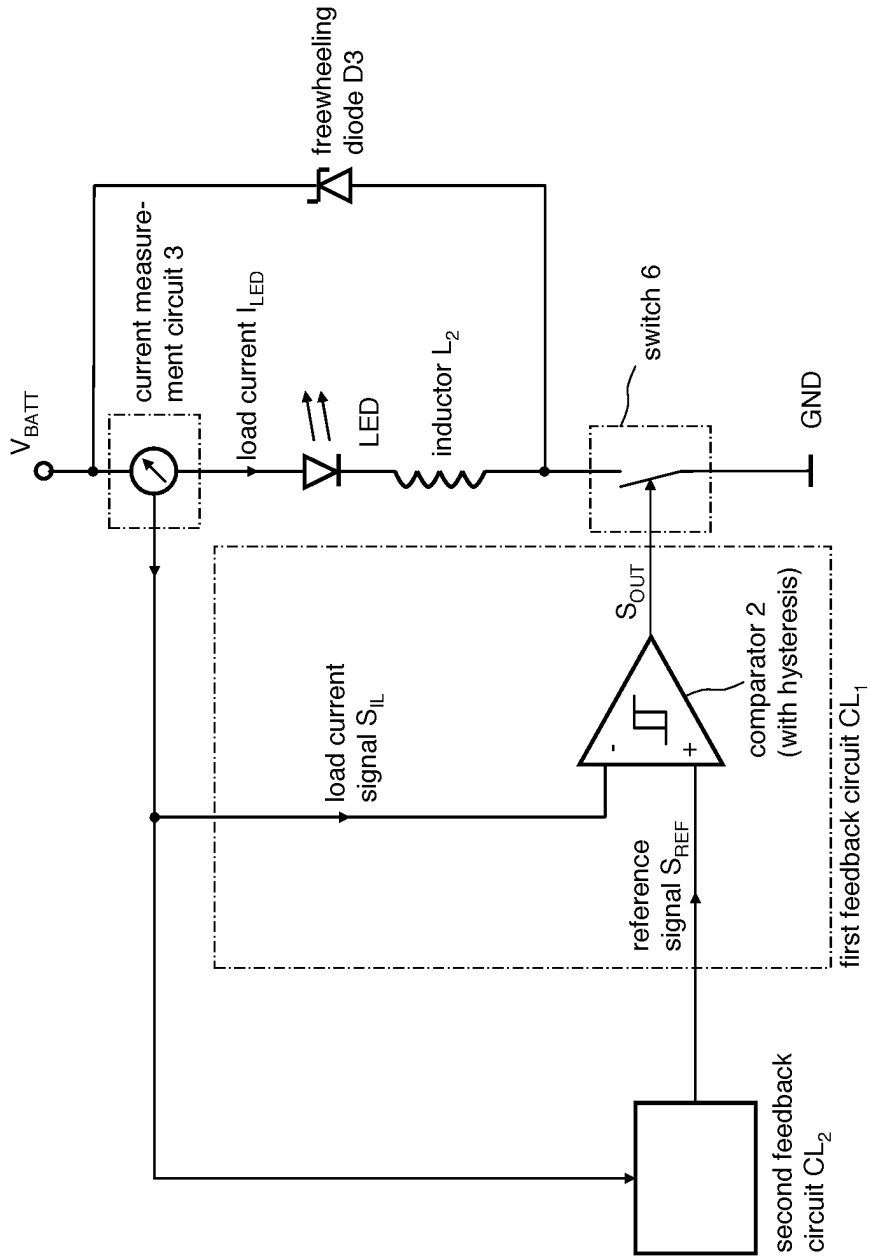 V_BATT
current measure-
ment circuit 3
load current I_LED
freewheeling
diode D3
LED
inductor L_2
switch 6
GND
load current
signal S_IL
S_OUT
-
+
comparator 2
(with hysteresis)
reference
signal S_REF
first feedback circuit CL_1
second feedback
circuit CL_2